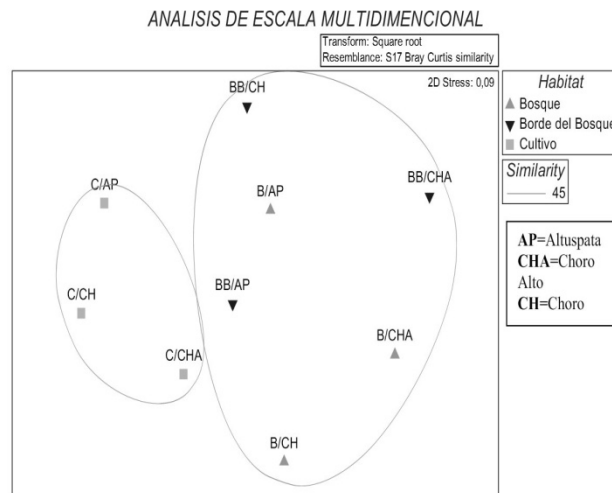 ANALISIS DE ESCALA MULTIDIMENCIONAL
Transform: Square root
Resemblance: S17 Bray Curtis similarity
2D Stress: 0,09
BB/CH
B/AP
BB/CHA
C/AP
BB/AP
C/CH
C/CHA
B/CHA
B/CH
Habitat
Bosque
Borde del Bosque
Cultivo
Similarity
45
AP=Altuspata
CHA=Choro
Alto
CH=Choro